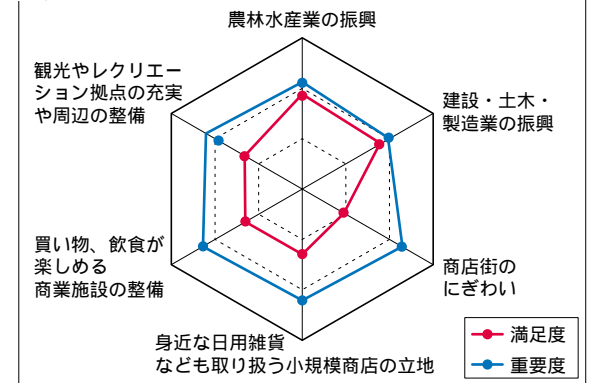 農林水産業の振興
観光やレクリエー
ション拠点の充実
や周辺の整備
建設・土木・
製造業の振興
買い物、飲食が
楽しめる
商業施設の整備
商店街の
にぎわい
身近な日用雑貨
なども取り扱う小規模商店の立地
満足度
重要度